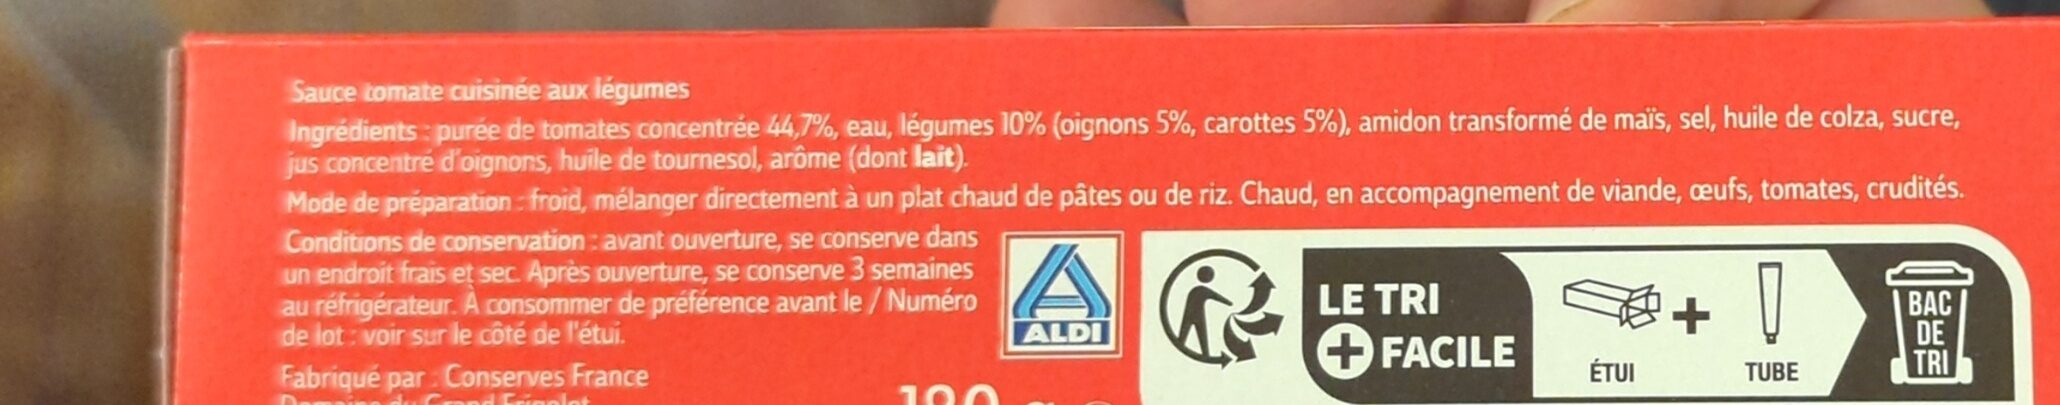 Sauce tomate cuisinée aux légumes
Ingrédients : purée de tomates concentrée 44,7%, eau, légumes 10% (oignons 5%, carottes 5%), amidon transformé de maïs, sel, huile de colza, sucre,
jus concentré d'oignons, huile de tournesol, arôme (dont lait).
Mode de préparation : froid, mélanger directement à un plat chaud de pâtes ou de riz. Chaud, en accompagnement de viande, œufs, tomates, crudités.
Conditions de conservation : avant ouverture, se conserve dans
un endroit frais et sec. Après ouverture, se conserve 3 semaines
au réfrigérateur. À consommer de préférence avant le / Numéro
de lot : voir sur le côté de l'étui.
Fabriqué par : Conserves France
Domaine du Grand Frigolet
180 g
ALDI
LE TRI
+ FACILE
ÉTUI
+
TUBE
BAC
DE
TRI